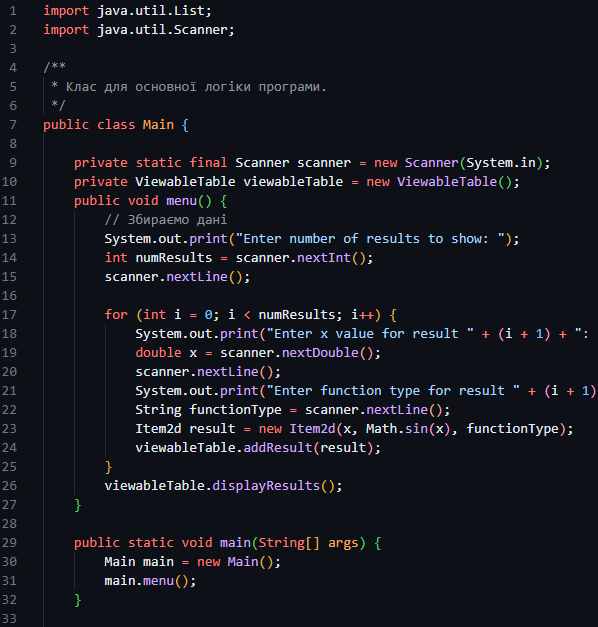 1 import java.util.List;
2 import java.util.Scanner;
3
4 /**
5  * Клас для основної логіки програми.
6  */
7 public class Main {
8
9     private static final Scanner scanner = new Scanner(System.in);
10     private ViewableTable viewableTable = new ViewableTable();
11     public void menu() {
12         // Збираємо дані
13         System.out.print("Enter number of results to show: ");
14         int numResults = scanner.nextInt();
15         scanner.nextLine();
16
17         for (int i = 0; i < numResults; i++) {
18             System.out.print("Enter x value for result " + (i + 1) + ":
19             double x = scanner.nextDouble();
20             scanner.nextLine();
21             System.out.print("Enter function type for result " + (i + 1)
22             String functionType = scanner.nextLine();
23             Item2d result = new Item2d(x, Math.sin(x), functionType);
24             viewableTable.addResult(result);
25         }
26         viewableTable.displayResults();
27     }
28
29     public static void main(String[] args) {
30         Main main = new Main();
31         main.menu();
32     }
33